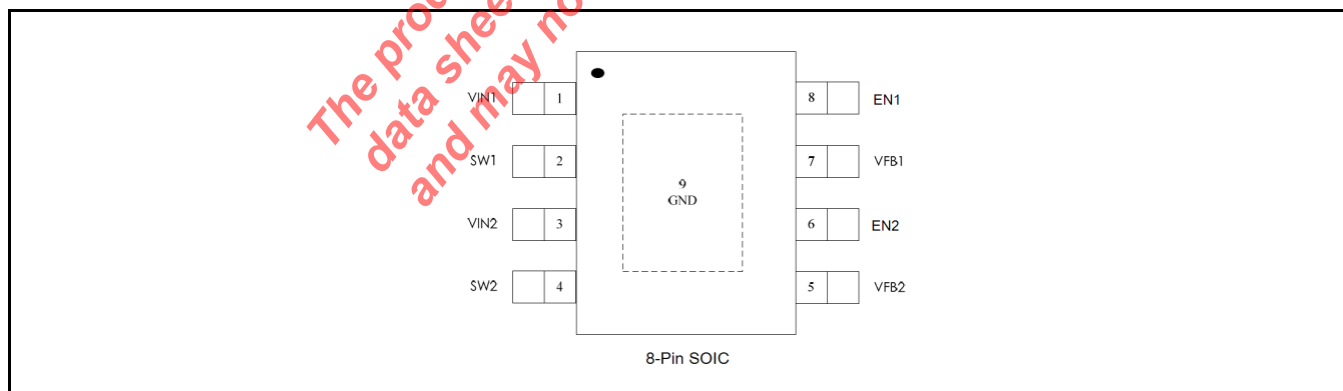 The proc
data shee
and may no
VIN1 1 8 EN1
SW1 2 7 VFB1
9
GND
VIN2 3 6 EN2
SW2 4 5 VFB2
8-Pin SOIC